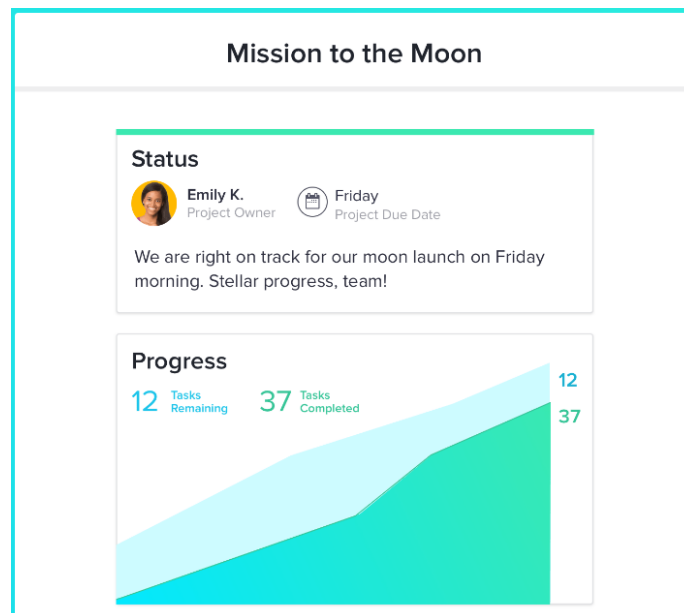 Mission to the Moon
Status
Emily K.
Project Owner
Friday
Project Due Date
We are right on track for our moon launch on Friday
morning. Stellar progress, team!
Progress
12
Tasks
Remaining
37
Tasks
Completed
12
37